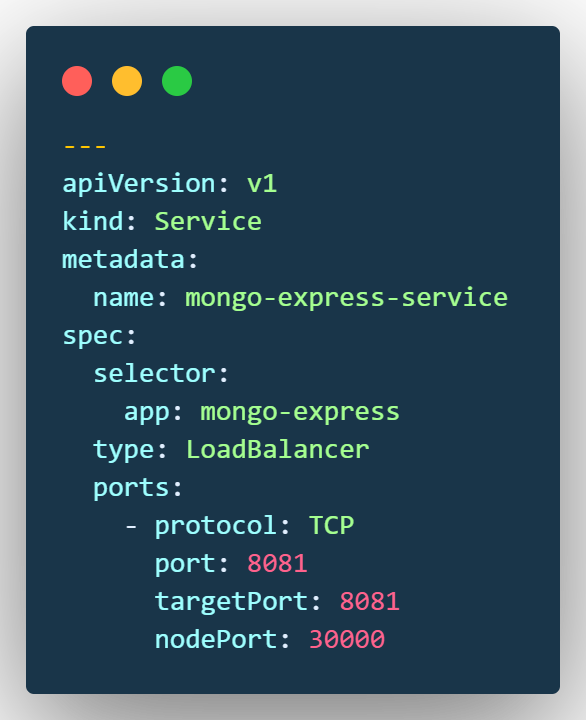 ---
apiVersion: v1
kind: Service
metadata:
  name: mongo-express-service
spec:
  selector:
    app: mongo-express
  type: LoadBalancer
  ports:
    - protocol: TCP
      port: 8081
      targetPort: 8081
      nodePort: 30000